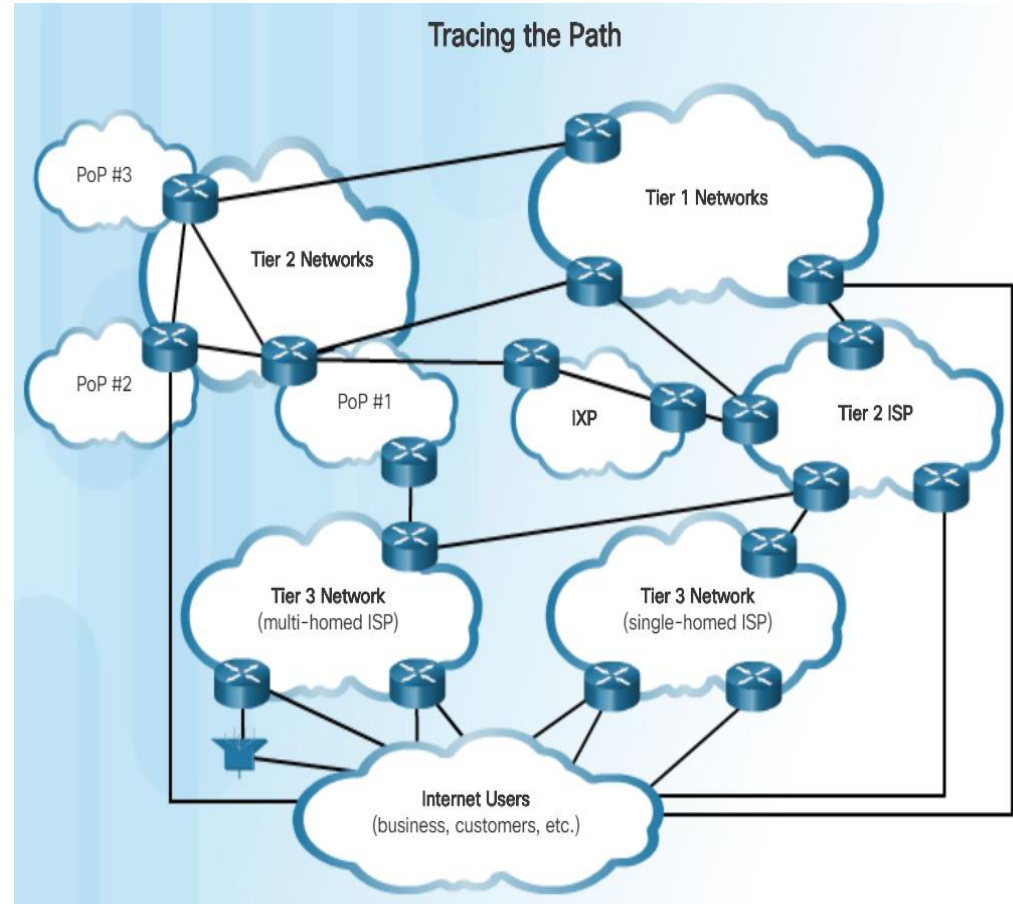 Tracing the Path
PoP #3
Tier 1 Networks
Tier 2 Networks
PoP #2
PoP #1
IXP
Tier 2 ISP
Tier 3 Network
(multi-homed ISP)
Tier 3 Network
(single-homed ISP)
Internet Users
(business, customers, etc.)